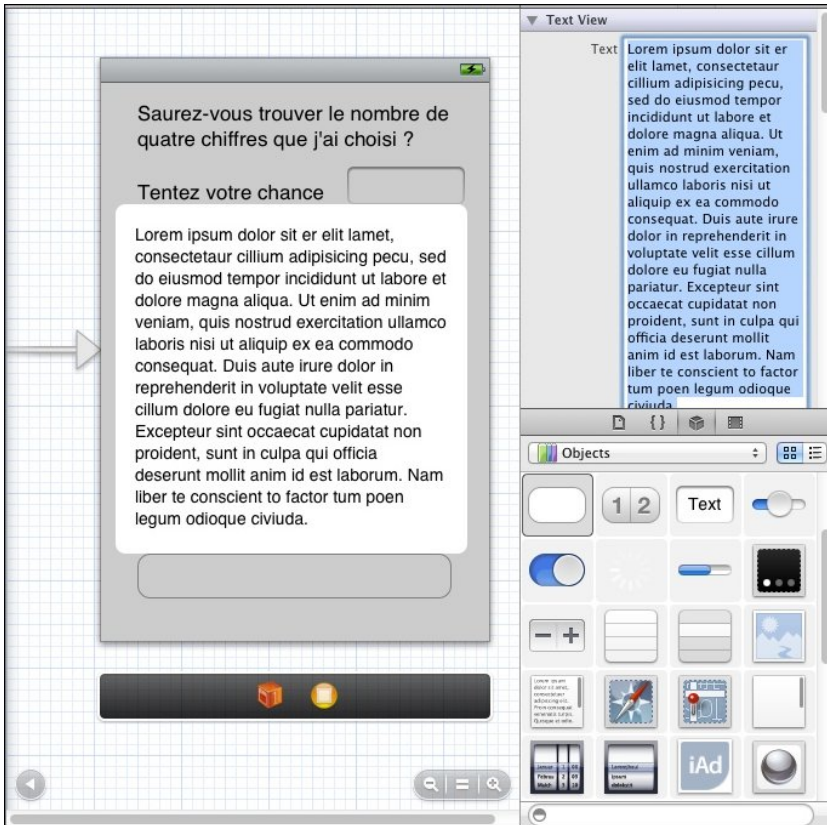 Text View
Text
Lorem ipsum dolor sit er
elit lamet, consectetaur
cillium adipisicing pecu,
sed do eiusmod tempor
incididunt ut labore et
dolore magna aliqua. Ut
enim ad minim veniam,
quis nostrud exercitation
ullamco laboris nisi ut
aliquip ex ea commodo
consequat. Duis aute irure
dolor in reprehenderit in
voluptate velit esse cillum
dolore eu fugiat nulla
pariatur. Excepteur sint
occaecat cupidatat non
proident, sunt in culpa qui
officia deserunt mollit
anim id est laborum. Nam
liber te conscient to factor
tum poen legum odioque
civiuda.
Saurez-vous trouver le nombre de
quatre chiffres que j'ai choisi ?
Tentez votre chance
Lorem ipsum dolor sit er elit lamet,
consectetaur cillium adipisicing pecu, sed
do eiusmod tempor incididunt ut labore et
dolore magna aliqua. Ut enim ad minim
veniam, quis nostrud exercitation ullamco
laboris nisi ut aliquip ex ea commodo
consequat. Duis aute irure dolor in
reprehenderit in voluptate velit esse
cillum dolore eu fugiat nulla pariatur.
Excepteur sint occaecat cupidatat non
proident, sunt in culpa qui officia
deserunt mollit anim id est laborum. Nam
liber te conscient to factor tum poen
legum odioque civiuda.
{}
Objects
1 2
Text
iAd